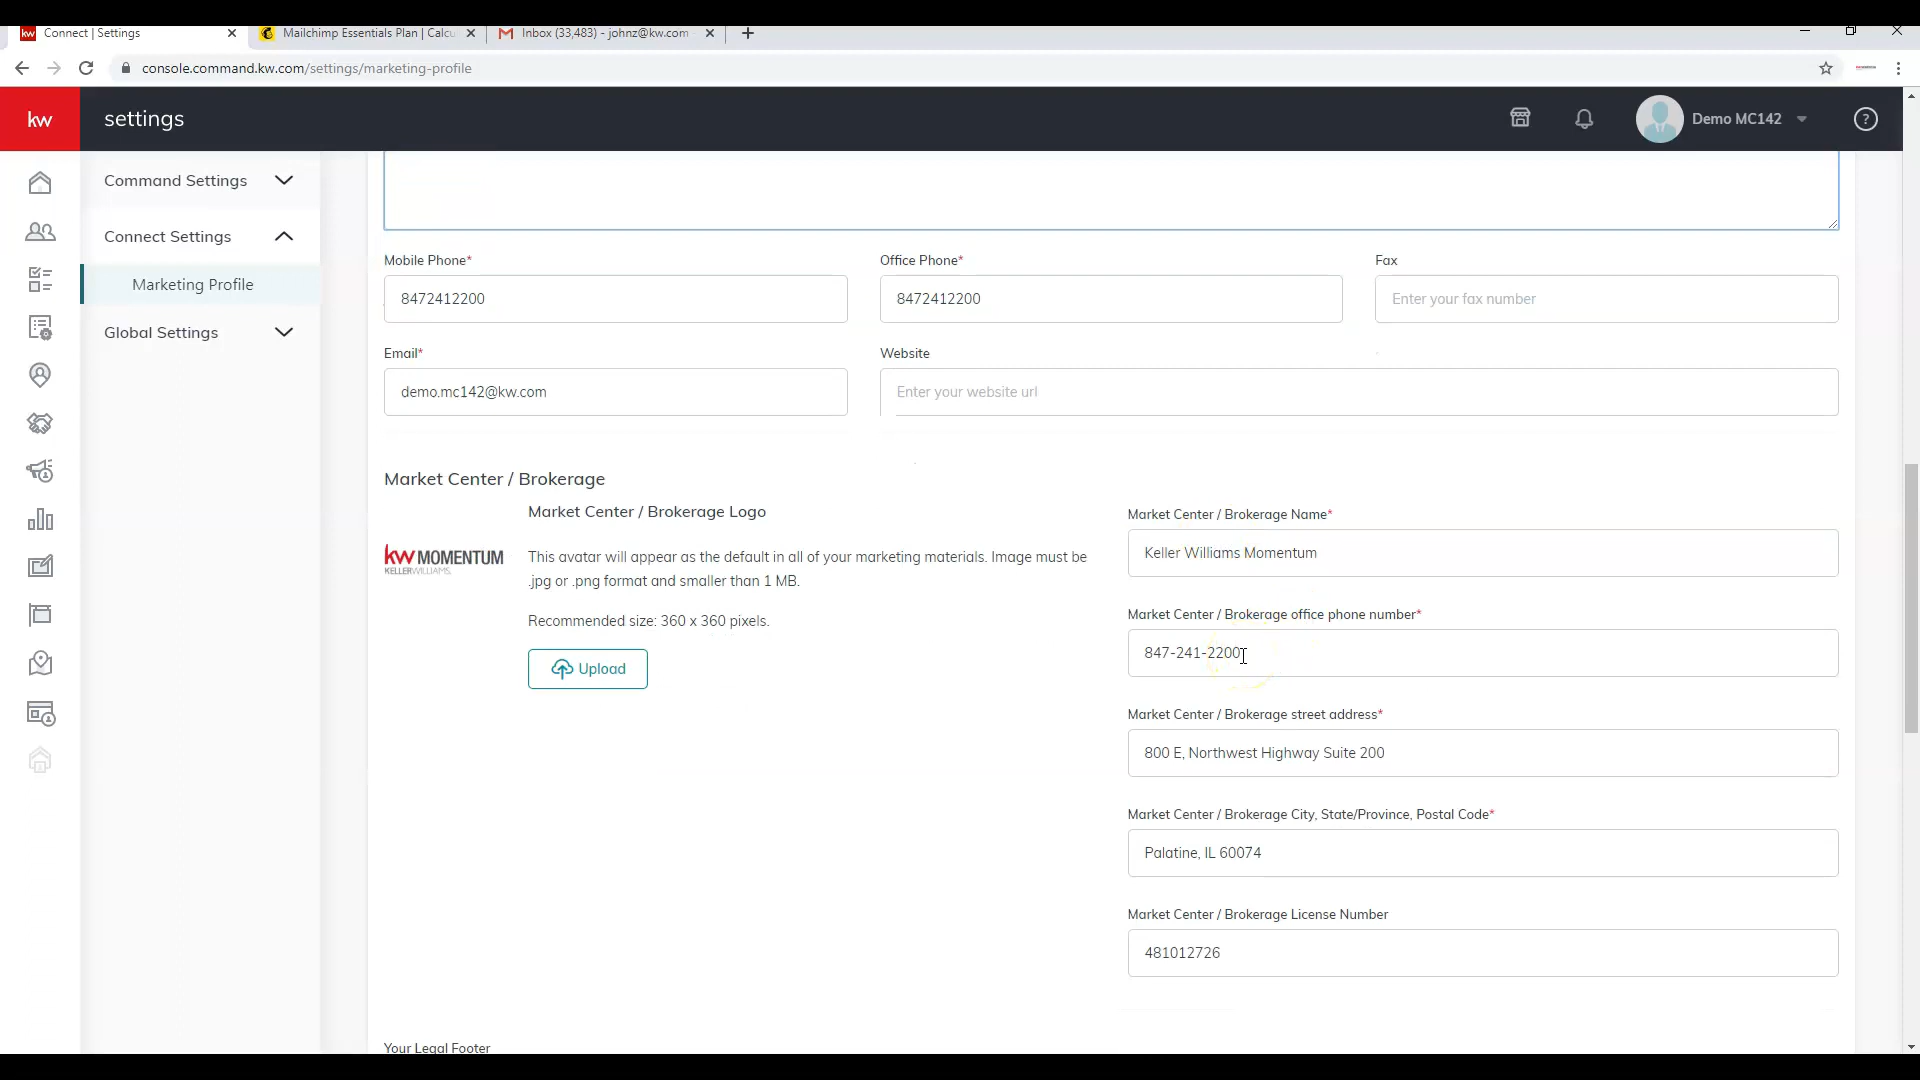 kw Connect | Settings
Mailchimp Essentials Plan | Calcu
Inbox (33,483) - johnz@kw.com
console.command.kw.com/settings/marketing-profile
kw
settings
Demo MC142
Command Settings
Connect Settings
Marketing Profile
Global Settings
Mobile Phone*
Office Phone*
Fax
8472412200
8472412200
Enter your fax number
Email*
Website
demo.mc142@kw.com
Enter your website url
Market Center / Brokerage
Market Center / Brokerage Logo
kw MOMENTUM
KELLERWILLIAMS.
This avatar will appear as the default in all of your marketing materials. Image must be
.jpg or .png format and smaller than 1 MB.
Recommended size: 360 x 360 pixels.
Upload
Market Center / Brokerage Name*
Keller Williams Momentum
Market Center / Brokerage office phone number*
847-241-2200
Market Center / Brokerage street address*
800 E, Northwest Highway Suite 200
Market Center / Brokerage City, State/Province, Postal Code*
Palatine, IL 60074
Market Center / Brokerage License Number
481012726
Your Legal Footer